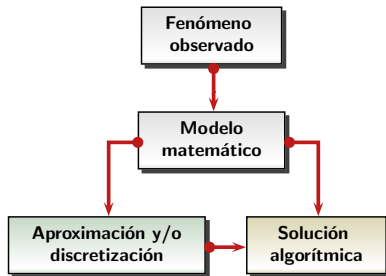 Fenómeno
observado
Modelo
matemático
Aproximación y/o
discretización
Solución
algorítmica